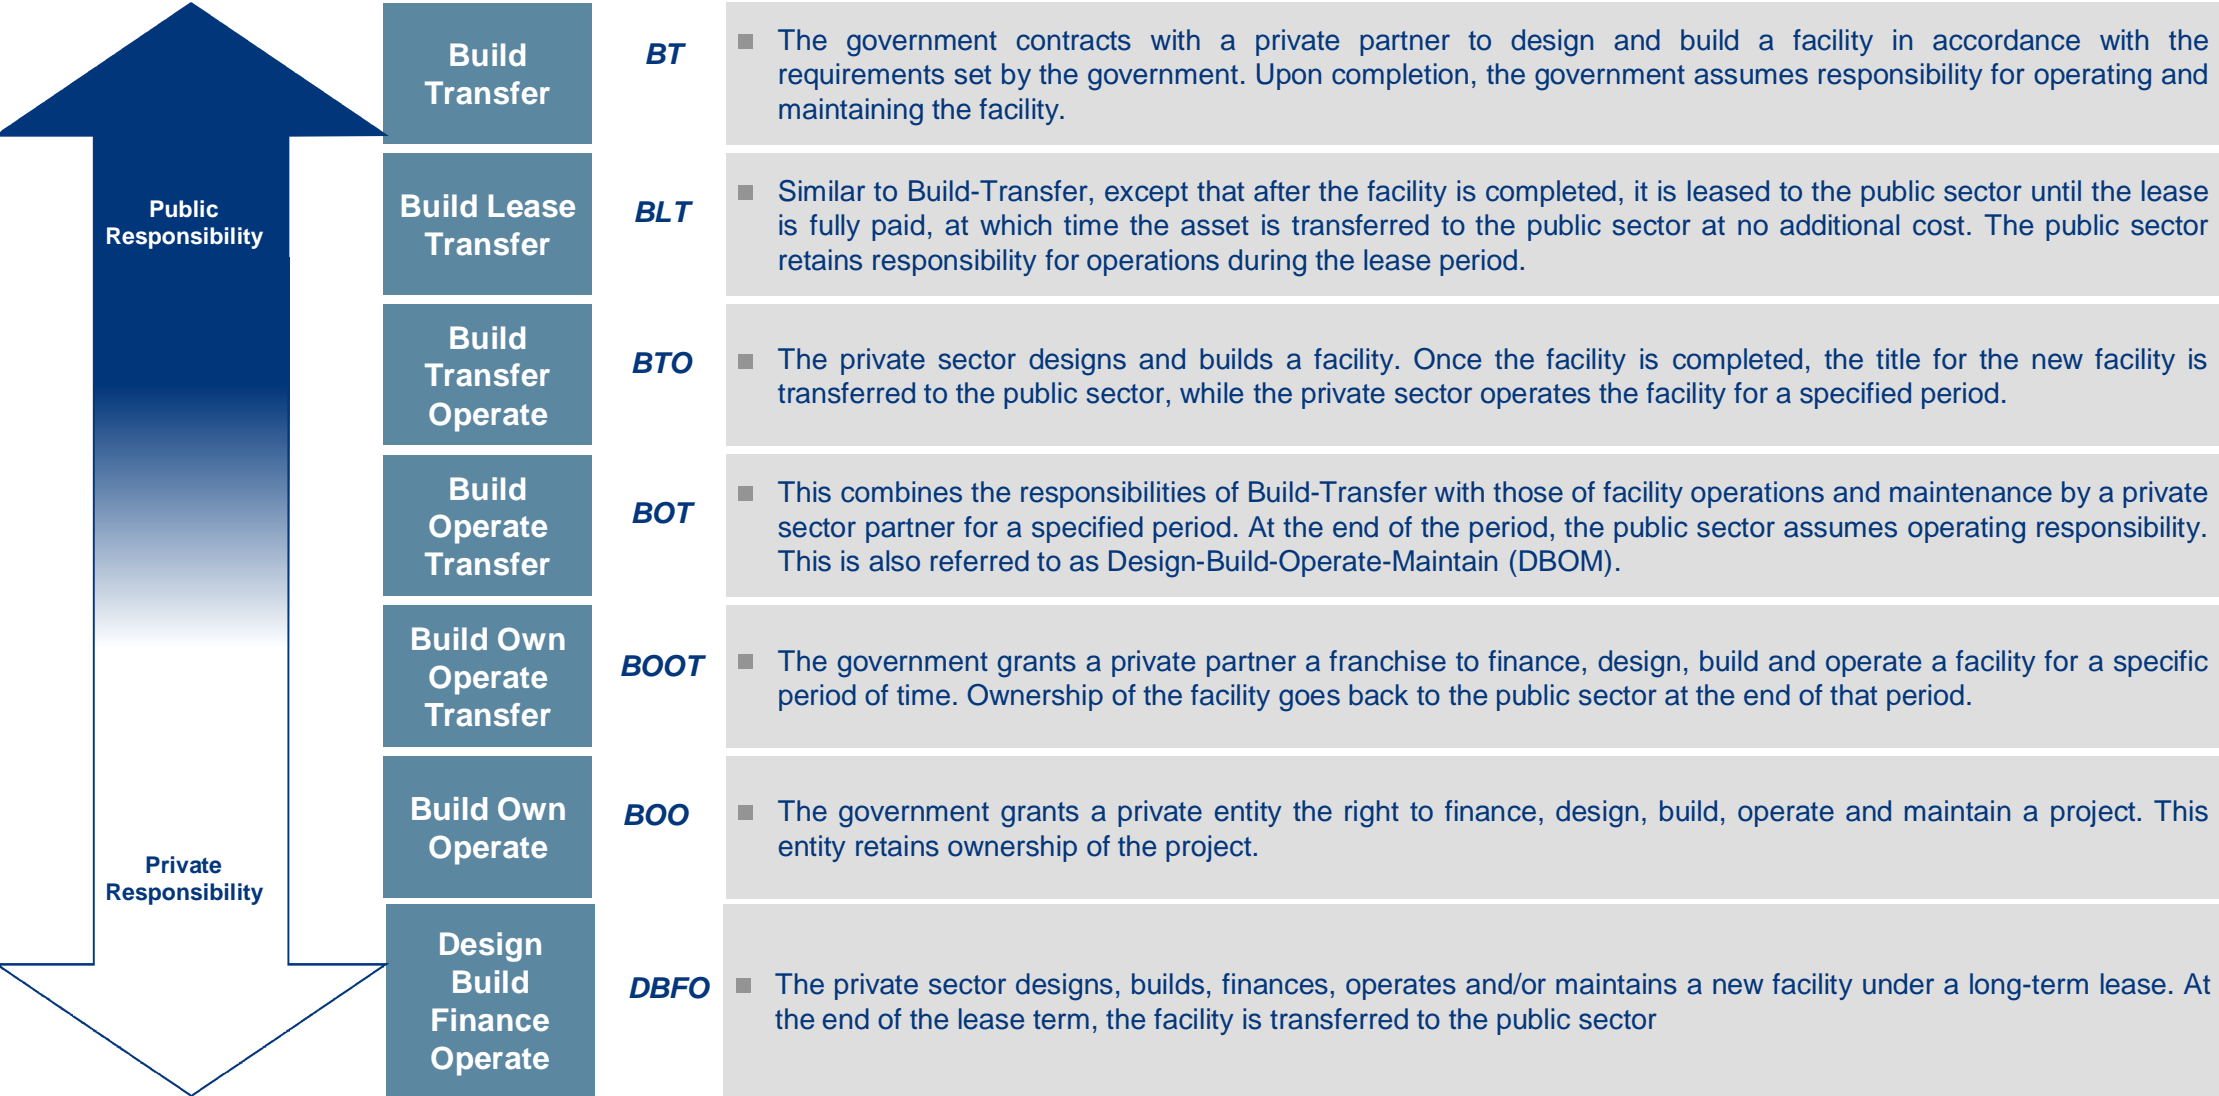 Public
Responsibility
Private
Responsibility
Build
Transfer
BT
The government contracts with a private partner to design and build a facility in accordance with the
requirements set by the government. Upon completion, the government assumes responsibility for operating and
maintaining the facility.
Build Lease
Transfer
BLT
Similar to Build-Transfer, except that after the facility is completed, it is leased to the public sector until the lease
is fully paid, at which time the asset is transferred to the public sector at no additional cost. The public sector
retains responsibility for operations during the lease period.
Build
Transfer
Operate
BTO
The private sector designs and builds a facility. Once the facility is completed, the title for the new facility is
transferred to the public sector, while the private sector operates the facility for a specified period.
Build
Operate
Transfer
BOT
This combines the responsibilities of Build-Transfer with those of facility operations and maintenance by a private
sector partner for a specified period. At the end of the period, the public sector assumes operating responsibility.
This is also referred to as Design-Build-Operate-Maintain (DBOM).
Build Own
Operate
Transfer
BOOT
The government grants a private partner a franchise to finance, design, build and operate a facility for a specific
period of time. Ownership of the facility goes back to the public sector at the end of that period.
Build Own
Operate
BOO
The government grants a private entity the right to finance, design, build, operate and maintain a project. This
entity retains ownership of the project.
Design
Build
Finance
Operate
DBFO
The private sector designs, builds, finances, operates and/or maintains a new facility under a long-term lease. At
the end of the lease term, the facility is transferred to the public sector